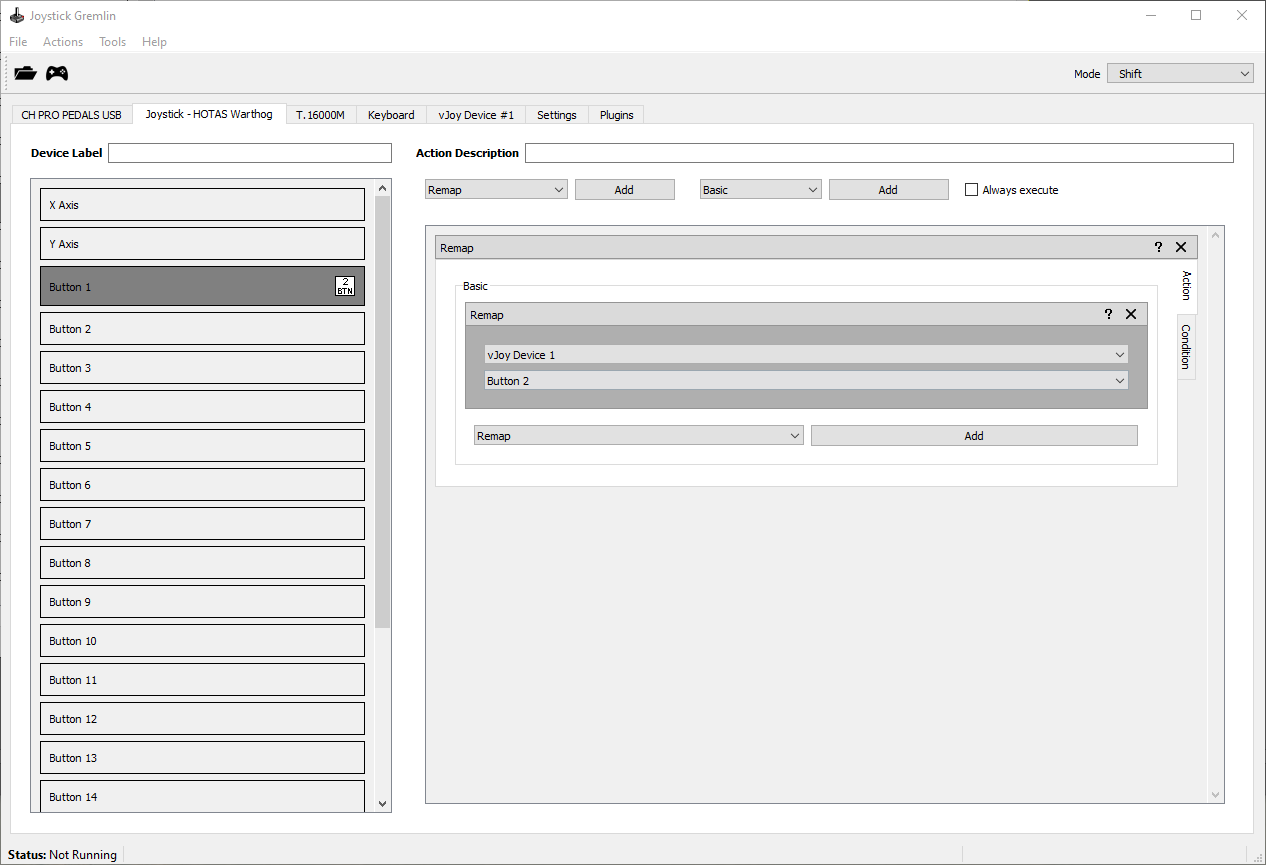 Joystick Gremlin
File Actions Tools Help
Mode Shift
CH PRO PEDALS USB Joystick - HOTAS Warthog T.16000M Keyboard vJoy Device #1 Settings Plugins
Device Label Action Description
Remap Add Basic Add Always execute
X Axis
Y Axis
Button 1 2 BTN
Button 2
Button 3
Button 4
Button 5
Button 6
Button 7
Button 8
Button 9
Button 10
Button 11
Button 12
Button 13
Button 14
Remap ? X
Action
Condition
Basic
Remap ? X
vJoy Device 1
Button 2
Remap Add
Status: Not Running